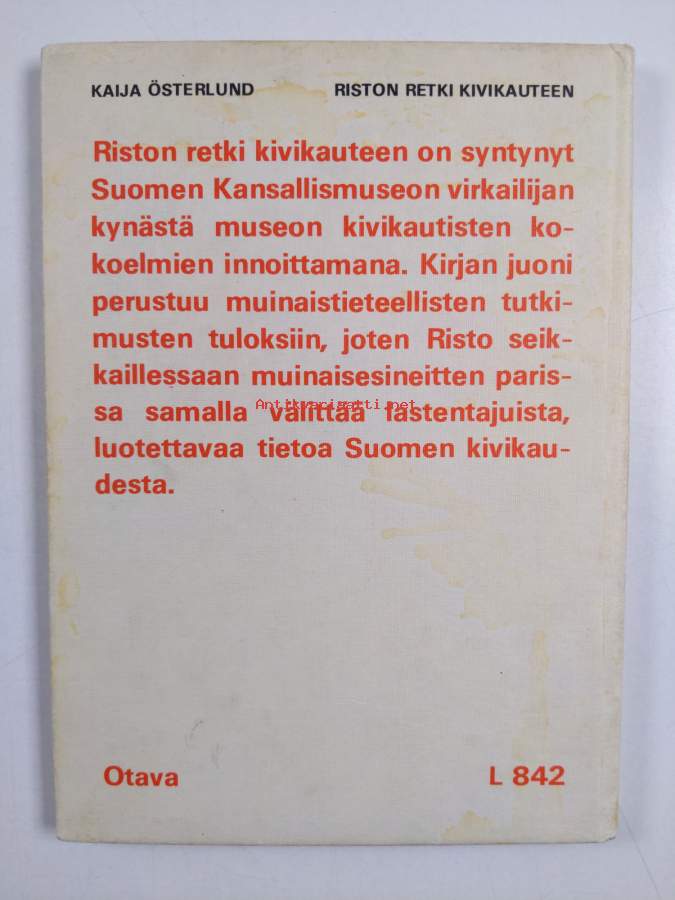 KAIJA ÖSTERLUND RISTON RETKI KIVIKAUTEEN
Riston retki kivikauteen on syntynyt
Suomen Kansallismuseon virkailijan
kynästä museon kivikautisten ko-
koelmien innoittamana. Kirjan juoni
perustuu muinaistieteellisten tutki-
musten tuloksiin, joten Risto seik-
kaillessaan muinaisesineitten paris-
sa samalla välittää lastentajuista,
Antikvariaatti.net
luotettavaa tietoa Suomen kivikau-
desta.
Otava L 842